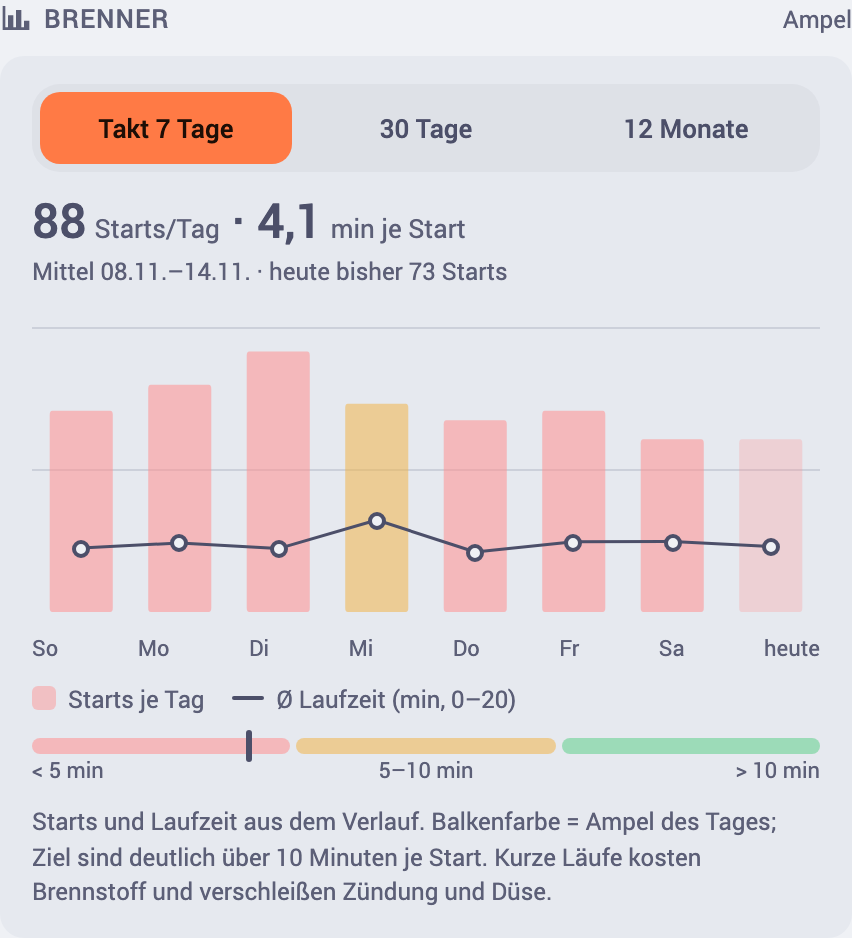 BRENNER
Ampel
Takt 7 Tage
30 Tage
12 Monate
88 Starts/Tag · 4,1 min je Start
Mittel 08.11.–14.11. · heute bisher 73 Starts
So Mo Di Mi Do Fr Sa heute
Starts je Tag
Ø Laufzeit (min, 0–20)
< 5 min
5–10 min
> 10 min
Starts und Laufzeit aus dem Verlauf. Balkenfarbe = Ampel des Tages;
Ziel sind deutlich über 10 Minuten je Start. Kurze Läufe kosten
Brennstoff und verschleißen Zündung und Düse.